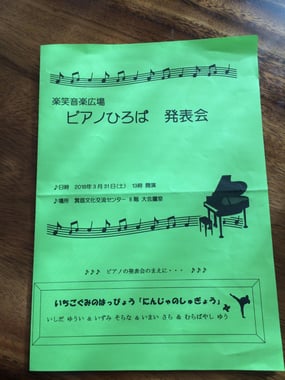 楽笑音楽広場
ピアノひろば　発表会
♪日時　2018年3月31日(土)　13時 開演
♪場所　箕面文化交流センター　8階 大会議室
♪♪♪　ピアノの発表会のまえに・・・　♪♪♪
いちごぐみのはっぴょう「にんじゃのしゅぎょう」
いしだ ゆうい & いずみ そらな & いまい さら & むらばやし ゆう